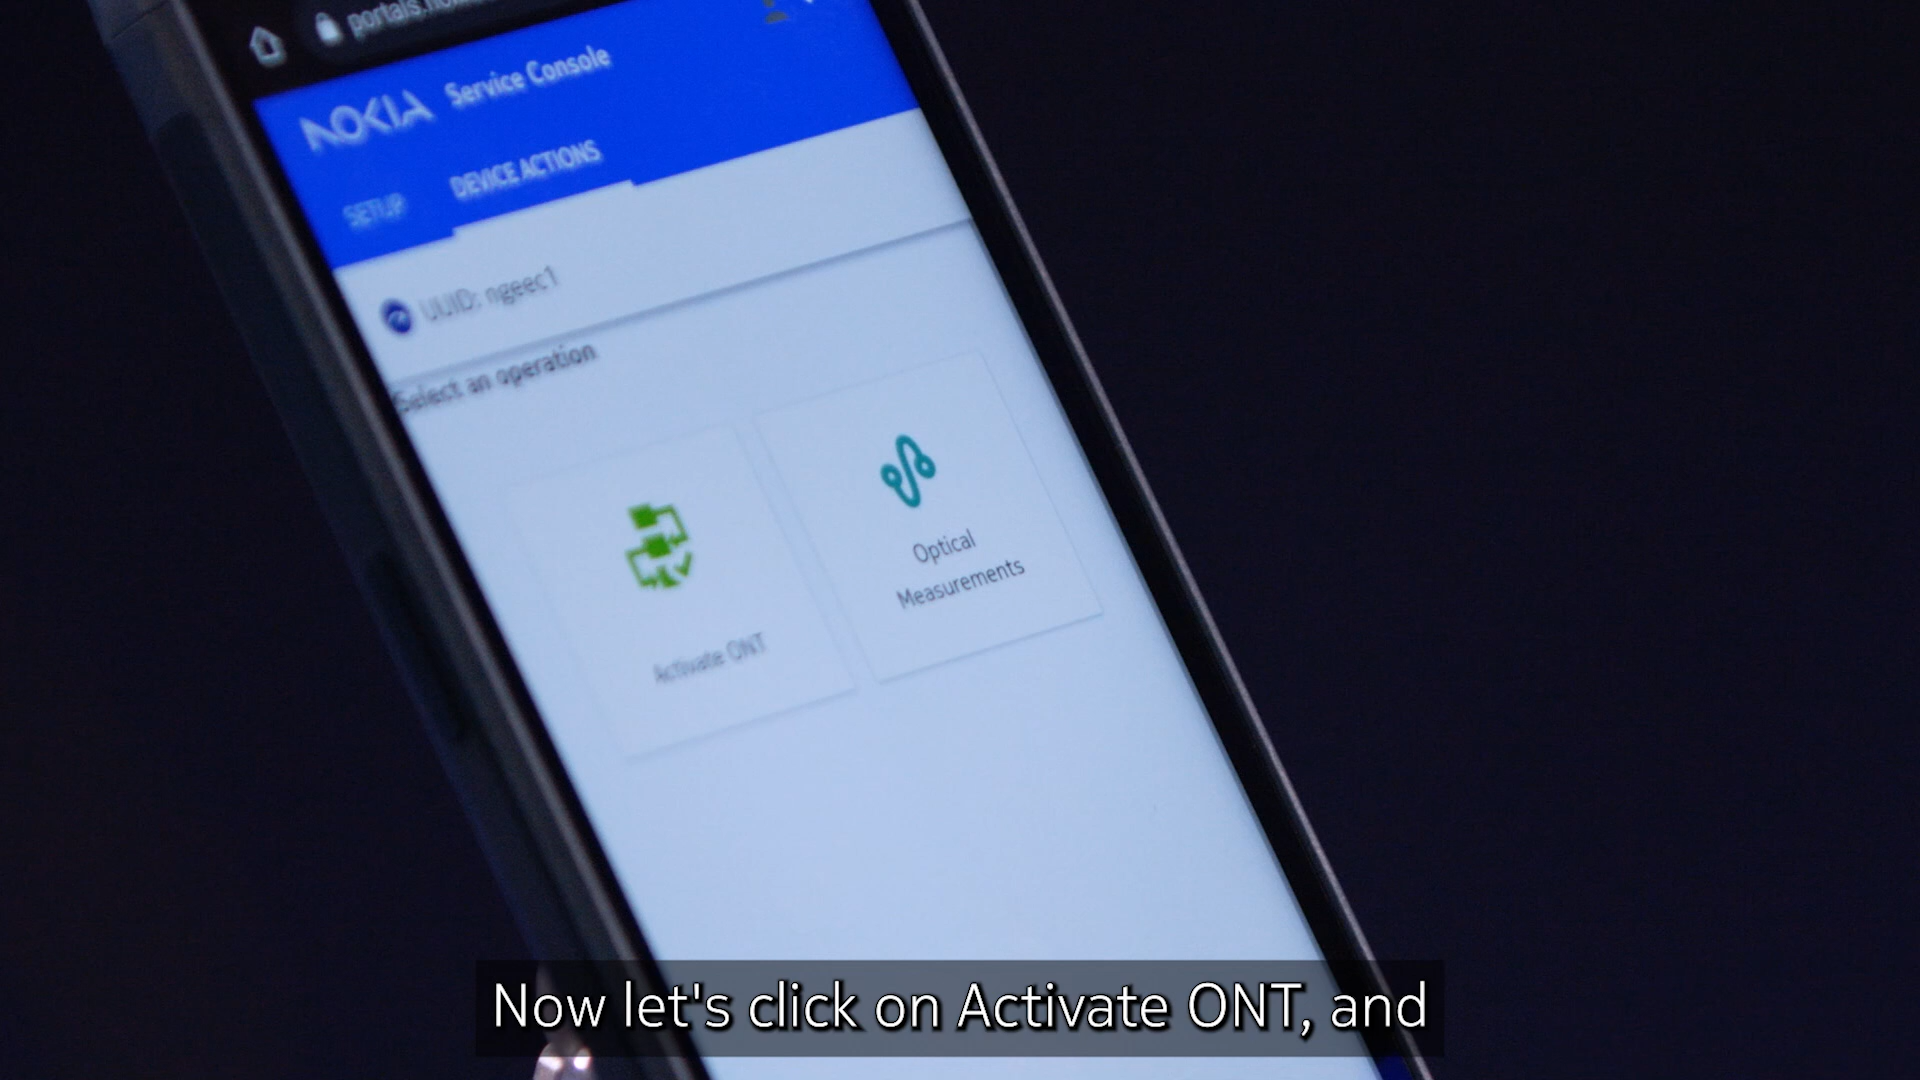 NOKIA Service Console
SETUP
DEVICE ACTIONS
UUID: ngeec1
Select an operation
Activate ONT
Optical
Measurements
Now let's click on Activate ONT, and